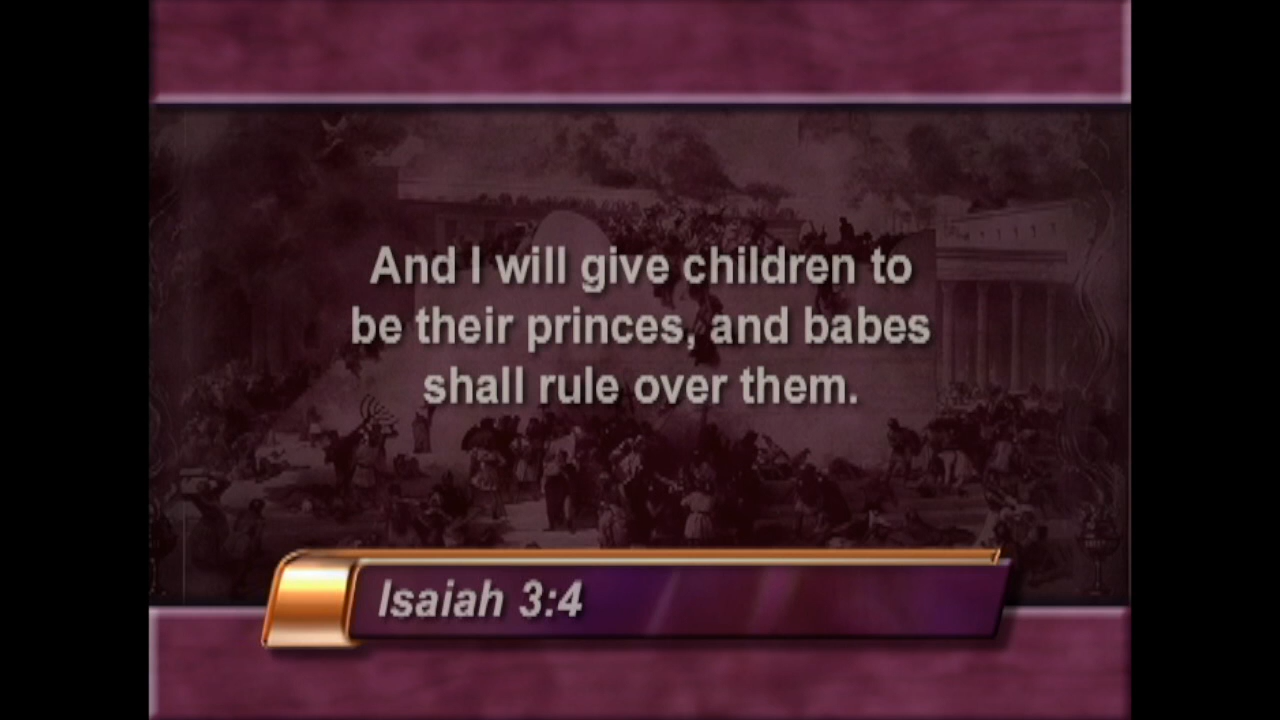 And I will give children to
be their princes, and babes
shall rule over them.
Isaiah 3:4